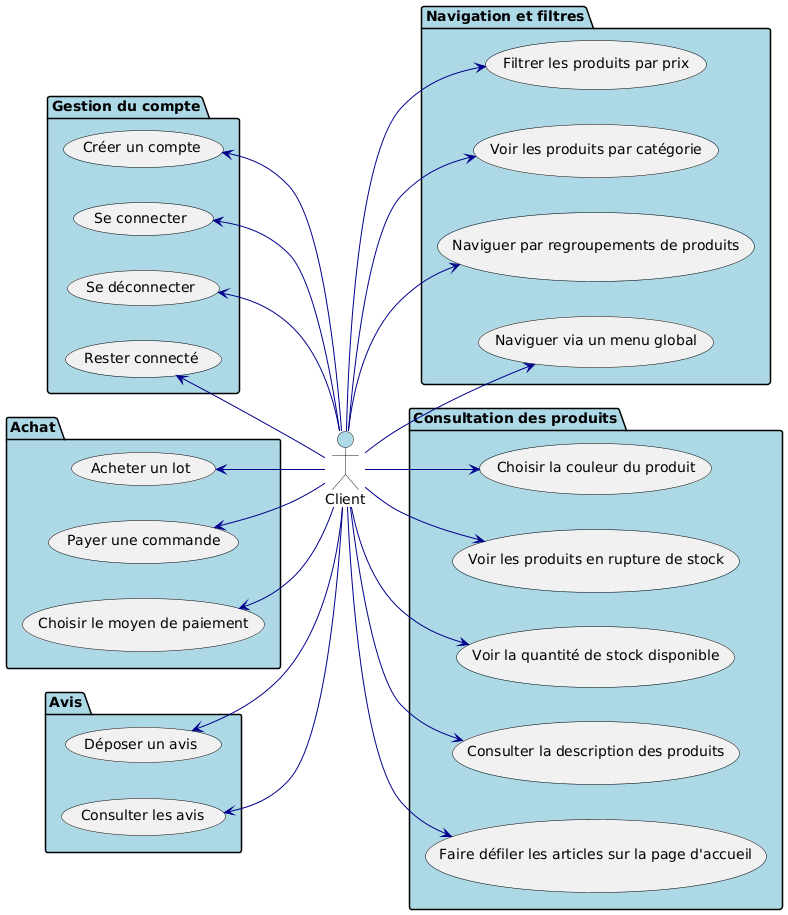 Navigation et filtres
Filtrer les produits par prix
Voir les produits par catégorie
Naviguer par regroupements de produits
Naviguer via un menu global
Gestion du compte
Créer un compte
Se connecter
Se déconnecter
Rester connecté
Client
Achat
Acheter un lot
Payer une commande
Choisir le moyen de paiement
Consultation des produits
Choisir la couleur du produit
Voir les produits en rupture de stock
Voir la quantité de stock disponible
Consulter la description des produits
Faire défiler les articles sur la page d'accueil
Avis
Déposer un avis
Consulter les avis